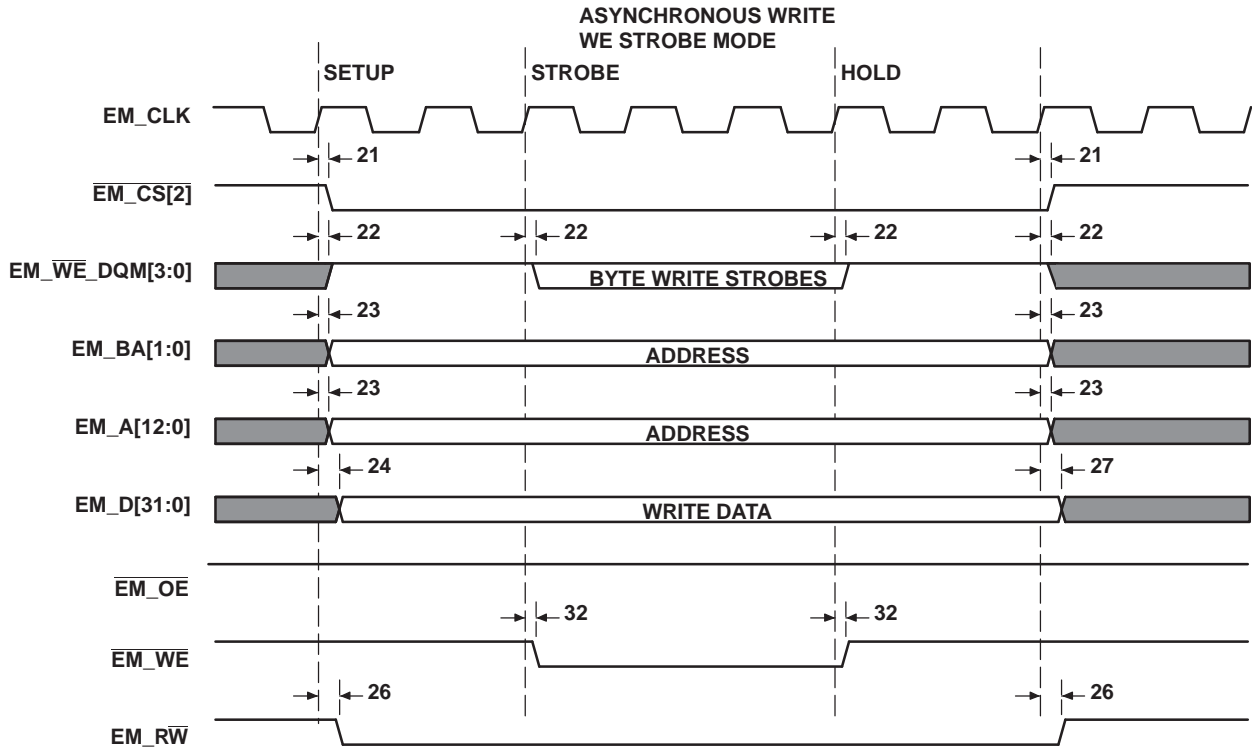 ASYNCHRONOUS WRITE
WE STROBE MODE
SETUP STROBE HOLD
EM_CLK
21 21
EM_CS[2]
22 22 22 22
EM_WE_DQM[3:0] BYTE WRITE STROBES
23 23
EM_BA[1:0] ADDRESS
23 23
EM_A[12:0] ADDRESS
24 27
EM_D[31:0] WRITE DATA
EM_OE
32 32
EM_WE
26 26
EM_RW